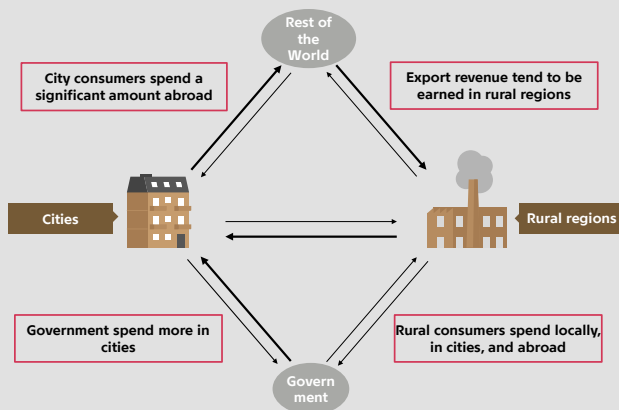 Rest of
the
World
City consumers spend a
significant amount abroad
Export revenue tend to be
earned in rural regions
Cities
Rural regions
Government spend more in
cities
Rural consumers spend locally,
in cities, and abroad
Govern
ment